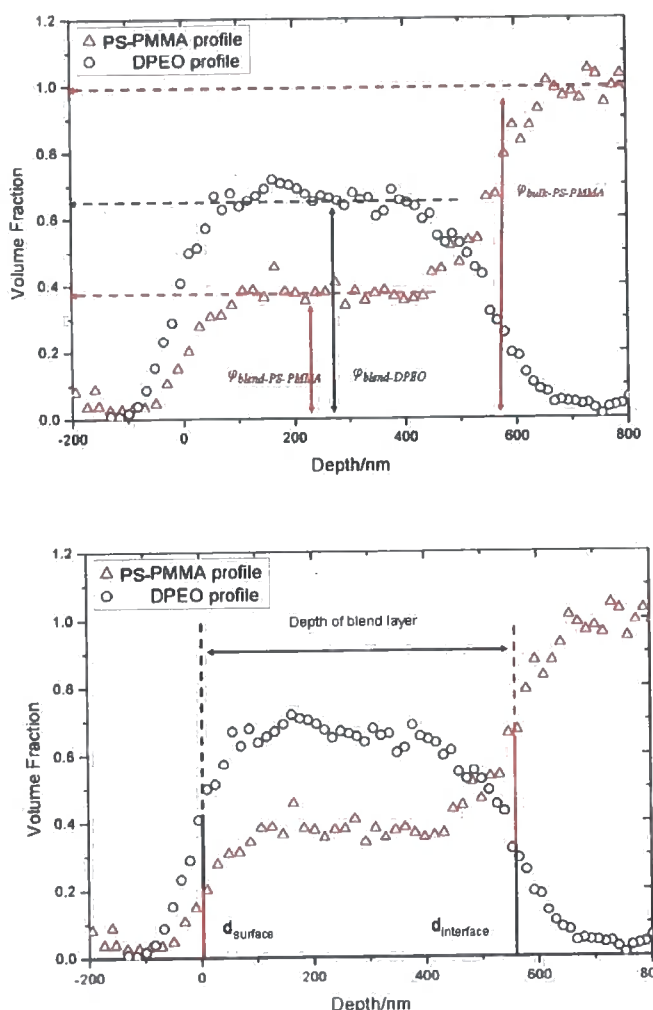 1.2
△ PS-PMMA profile
○ DPEO profile
1.0
0.8
0.6
0.4
0.2
0.0
Volume Fraction
φbulk-PS-PMMA
φblend-PS-PMMA
φblend-DPEO
-200 0 200 400 600 800
Depth/nm
1.2
△ PS-PMMA profile
○ DPEO profile
Depth of blend layer
1.0
0.8
0.6
0.4
0.2
0.0
Volume Fraction
dsurface
dinterface
-200 0 200 400 600 80
Depth/nm